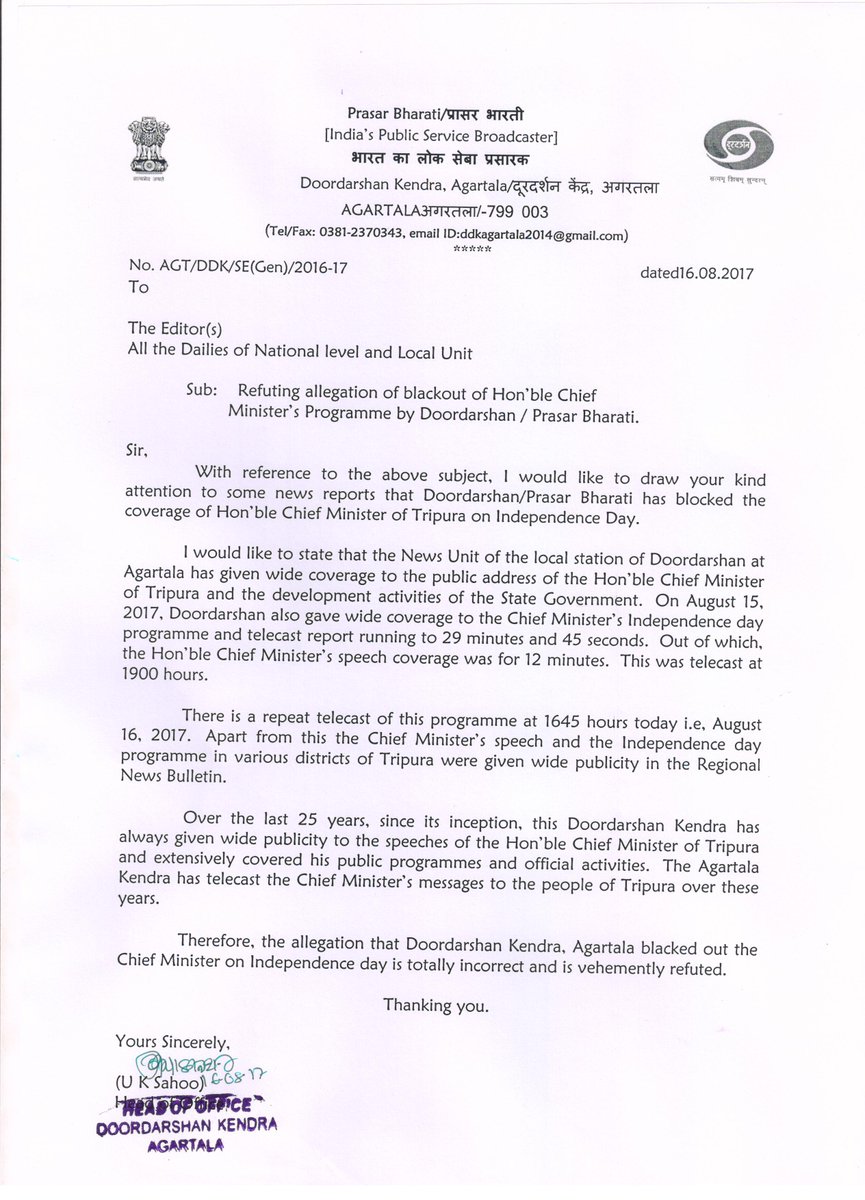 Prasar Bharati/प्रासर भारती
[India's Public Service Broadcaster]
भारत का लोक सेबा प्रसारक
Doordarshan Kendra, Agartala/दूरदर्शन केंद्र, अगरतला
AGARTALAअगरतला/-799 003
(Tel/Fax: 0381-2370343, email ID:ddkagartala2014@gmail.com)
*****
सत्यमेव जयते
दूरदर्शन
सत्यम् शिवम् सुन्दरम्
No. AGT/DDK/SE(Gen)/2016-17
dated16.08.2017
To
The Editor(s)
All the Dailies of National level and Local Unit
Sub: Refuting allegation of blackout of Hon'ble Chief
Minister's Programme by Doordarshan / Prasar Bharati.
Sir,
With reference to the above subject, I would like to draw your kind
attention to some news reports that Doordarshan/Prasar Bharati has blocked the
coverage of Hon'ble Chief Minister of Tripura on Independence Day.
I would like to state that the News Unit of the local station of Doordarshan at
Agartala has given wide coverage to the public address of the Hon'ble Chief Minister
of Tripura and the development activities of the State Government. On August 15,
2017, Doordarshan also gave wide coverage to the Chief Minister's Independence day
programme and telecast report running to 29 minutes and 45 seconds. Out of which,
the Hon'ble Chief Minister's speech coverage was for 12 minutes. This was telecast at
1900 hours.
There is a repeat telecast of this programme at 1645 hours today i.e, August
16, 2017. Apart from this the Chief Minister's speech and the Independence day
programme in various districts of Tripura were given wide publicity in the Regional
News Bulletin.
Over the last 25 years, since its inception, this Doordarshan Kendra has
always given wide publicity to the speeches of the Hon'ble Chief Minister of Tripura
and extensively covered his public programmes and official activities. The Agartala
Kendra has telecast the Chief Minister's messages to the people of Tripura over these
years.
Therefore, the allegation that Doordarshan Kendra, Agartala blacked out the
Chief Minister on Independence day is totally incorrect and is vehemently refuted.
Thanking you.
Yours Sincerely,
(U K Sahoo) 16-08-17
Head of Office
HEAD OF OFFICE
DOORDARSHAN KENDRA
AGARTALA